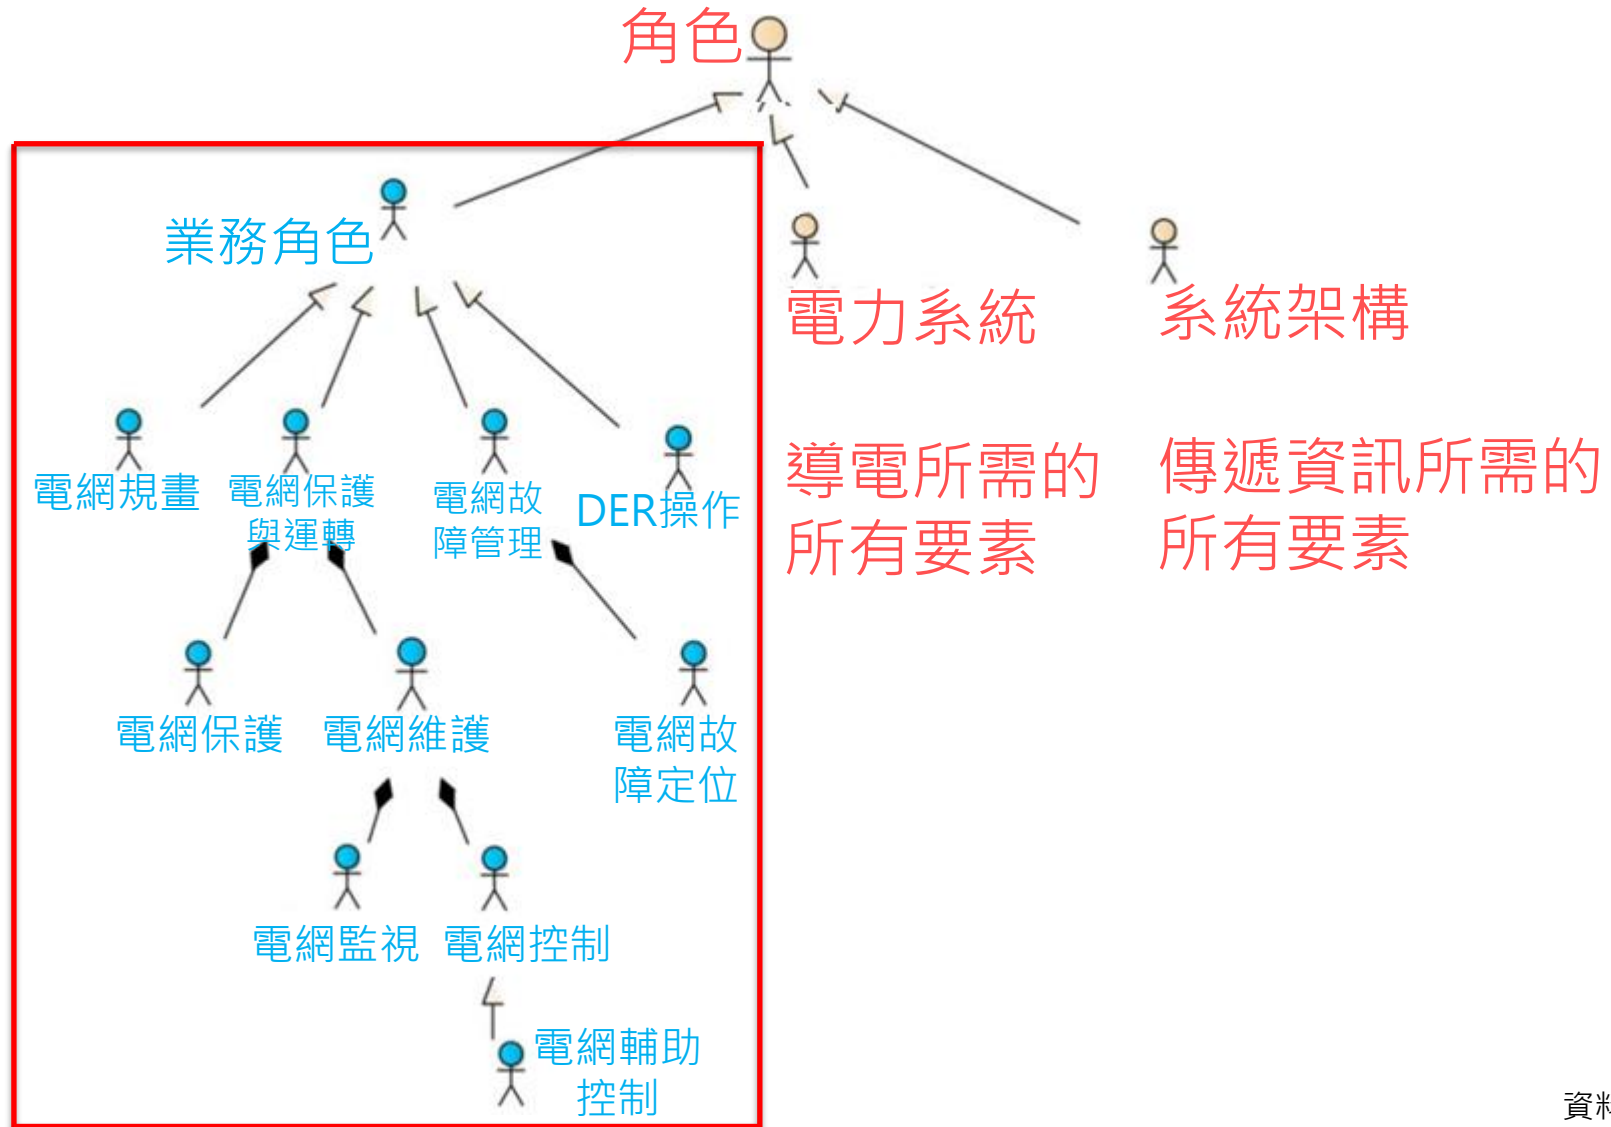 角色
業務角色
電力系統
系統架構
電網規畫
電網保護
與運轉
電網故
障管理
DER操作
導電所需的
所有要素
傳遞資訊所需的
所有要素
電網保護
電網維護
電網故
障定位
電網監視
電網控制
電網輔助
控制
資料